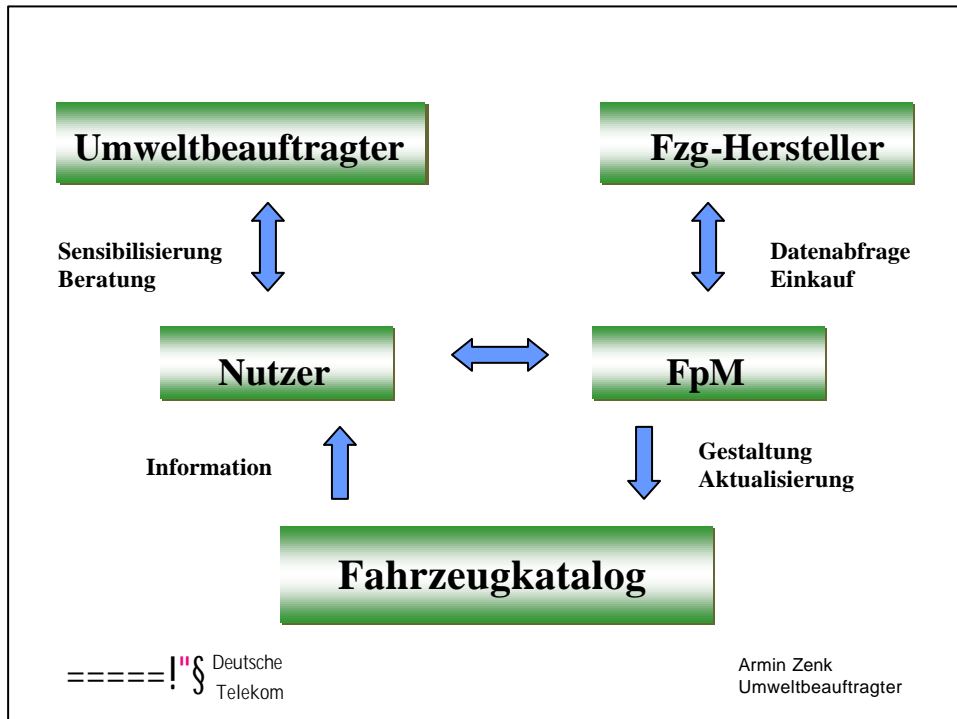 Umweltbeauftragter
Fzg-Hersteller
Sensibilisierung
Beratung
Datenabfrage
Einkauf
Nutzer
FpM
Information
Gestaltung
Aktualisierung
Fahrzeugkatalog
=====!"§ Deutsche
Telekom
Armin Zenk
Umweltbeauftragter